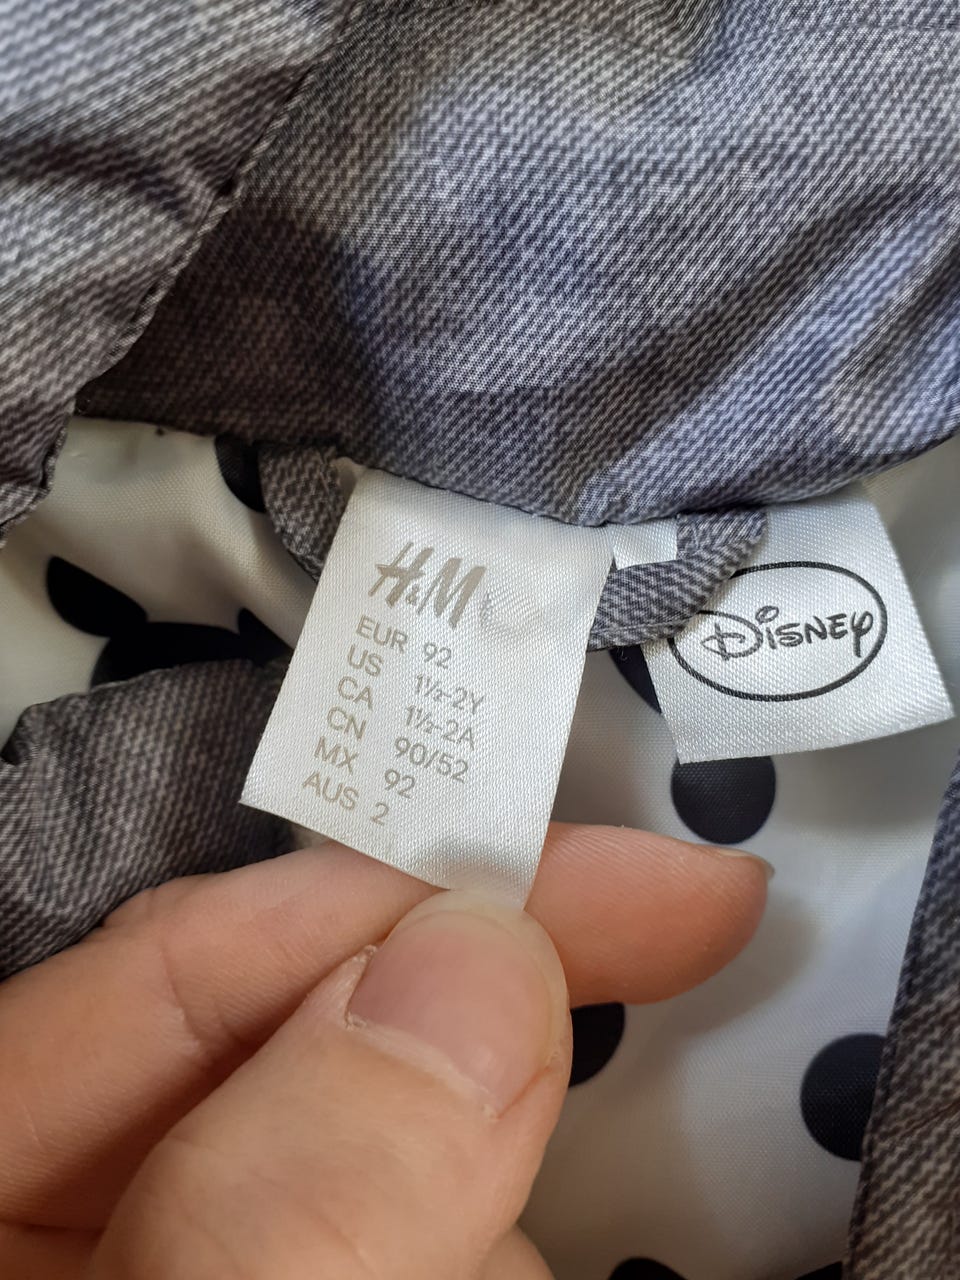 H&M
EUR 92
US 1½-2Y
CA 1½-2A
CN 90/52
MX 92
AUS 2
Disney